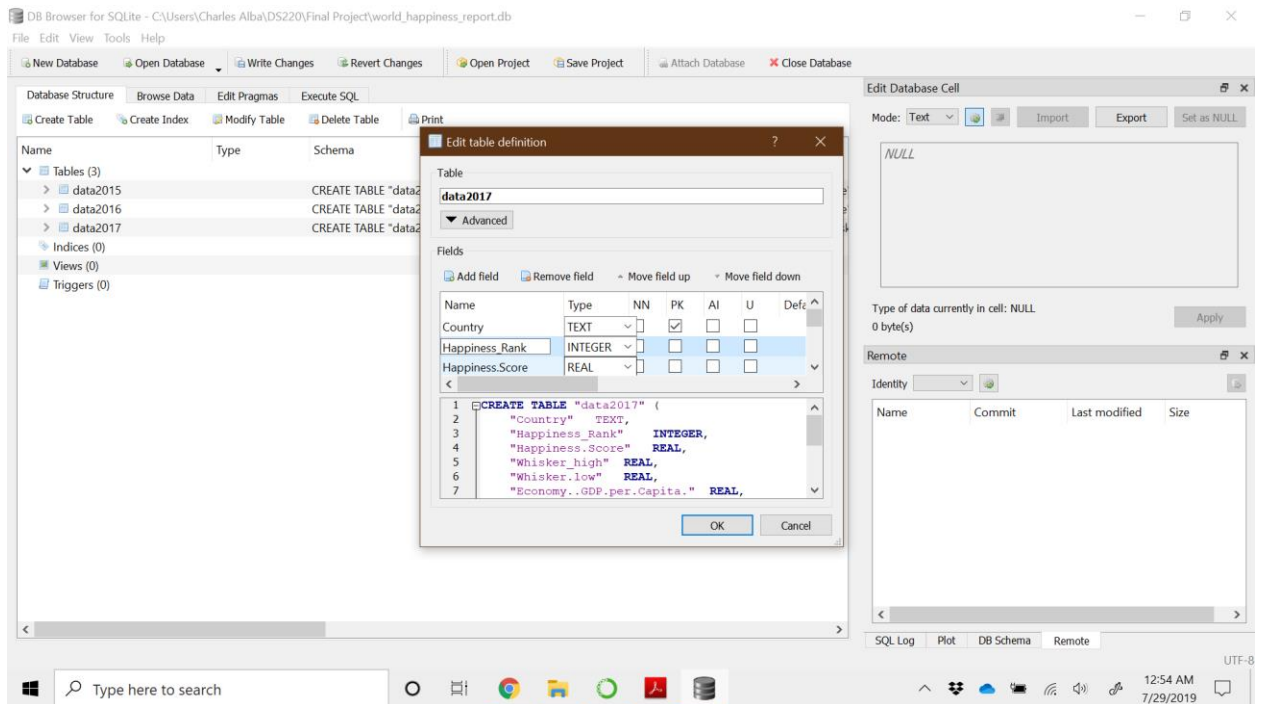 DB Browser for SQLite - C:\Users\Charles Alba\DS220\Final Project\world_happiness_report.db
File Edit View Tools Help
New Database Open Database Write Changes Revert Changes Open Project Save Project Attach Database Close Database
Database Structure Browse Data Edit Pragmas Execute SQL
Create Table Create Index Modify Table Delete Table Print
Name Type Schema
Tables (3)
data2015 CREATE TABLE "data2
data2016 CREATE TABLE "data2
data2017 CREATE TABLE "data2
Indices (0)
Views (0)
Triggers (0)
Edit table definition ?
Table
data2017
Advanced
Fields
Add field Remove field Move field up Move field down
Name Type NN PK AI U Defa
Country TEXT
Happiness_Rank INTEGER
Happiness.Score REAL
1 CREATE TABLE "data2017" (
2 "Country" TEXT,
3 "Happiness_Rank" INTEGER,
4 "Happiness.Score" REAL,
5 "Whisker_high" REAL,
6 "Whisker.low" REAL,
7 "Economy..GDP.per.Capita." REAL,
OK Cancel
Edit Database Cell
Mode: Text Import Export Set as NULL
NULL
Type of data currently in cell: NULL
0 byte(s)
Apply
Remote
Identity
Name Commit Last modified Size
SQL Log Plot DB Schema Remote
UTF-8
Type here to search
12:54 AM
7/29/2019